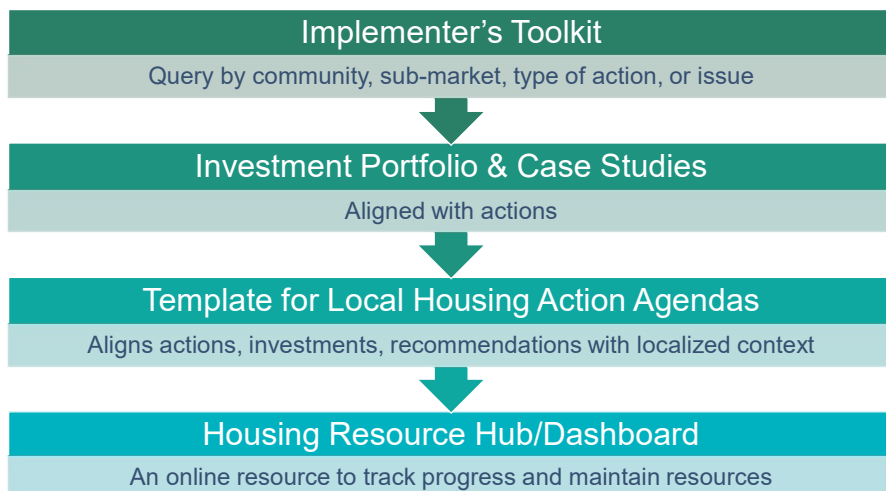 Implementer’s Toolkit
Query by community, sub-market, type of action, or issue
Investment Portfolio & Case Studies
Aligned with actions
Template for Local Housing Action Agendas
Aligns actions, investments, recommendations with localized context
Housing Resource Hub/Dashboard
An online resource to track progress and maintain resources